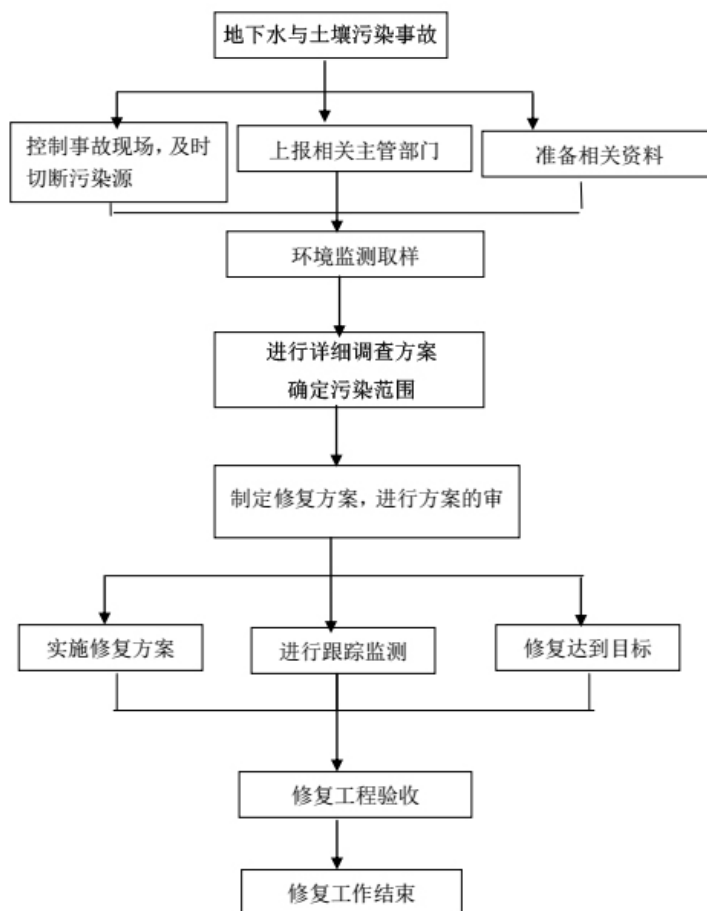 地下水与土壤污染事故
控制事故现场，及时
切断污染源
上报相关主管部门
准备相关资料
环境监测取样
进行详细调查方案
确定污染范围
制定修复方案，进行方案的审
实施修复方案
进行跟踪监测
修复达到目标
修复工程验收
修复工作结束